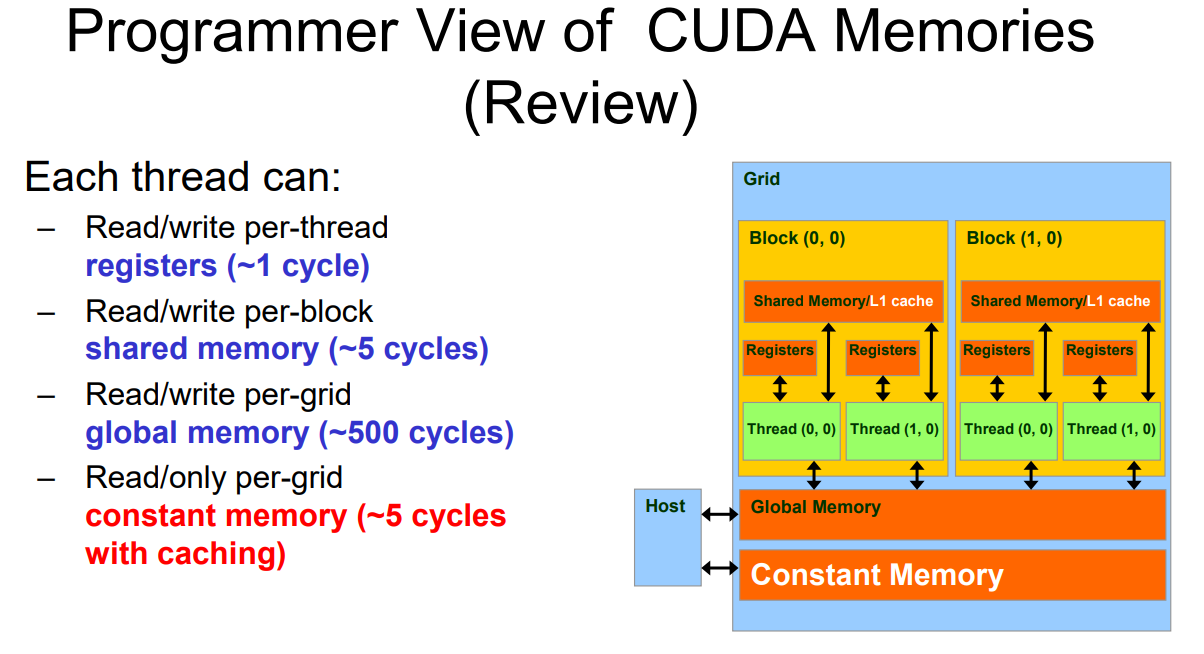 Programmer View of CUDA Memories
(Review)
Each thread can:
– Read/write per-thread
registers (~1 cycle)
– Read/write per-block
shared memory (~5 cycles)
– Read/write per-grid
global memory (~500 cycles)
– Read/only per-grid
constant memory (~5 cycles
with caching)
Grid
Block (0, 0)
Shared Memory/L1 cache
Registers
Registers
Thread (0, 0)
Thread (1, 0)
Block (1, 0)
Shared Memory/L1 cache
Registers
Registers
Thread (0, 0)
Thread (1, 0)
Host
Global Memory
Constant Memory